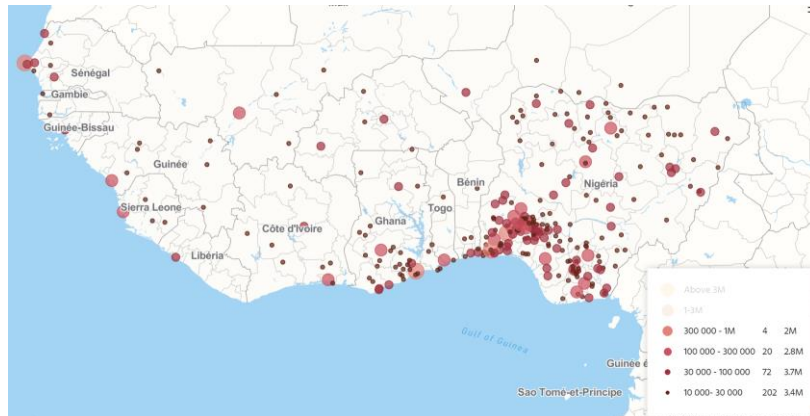 Sénégal
Gambie
Guinée-Bissau
Guinée
Sierra Leone
Libéria
Côte d'Ivoire
Ghana
Togo
Bénin
Nigéria
Gulf of Guinea
Sao Tomé-et-Principe
Above 3M
1-3M
300 000 - 1M 4 2M
100 000 - 300 000 20 2.8M
30 000 - 100 000 72 3.7M
10 000- 30 000 202 3.4M